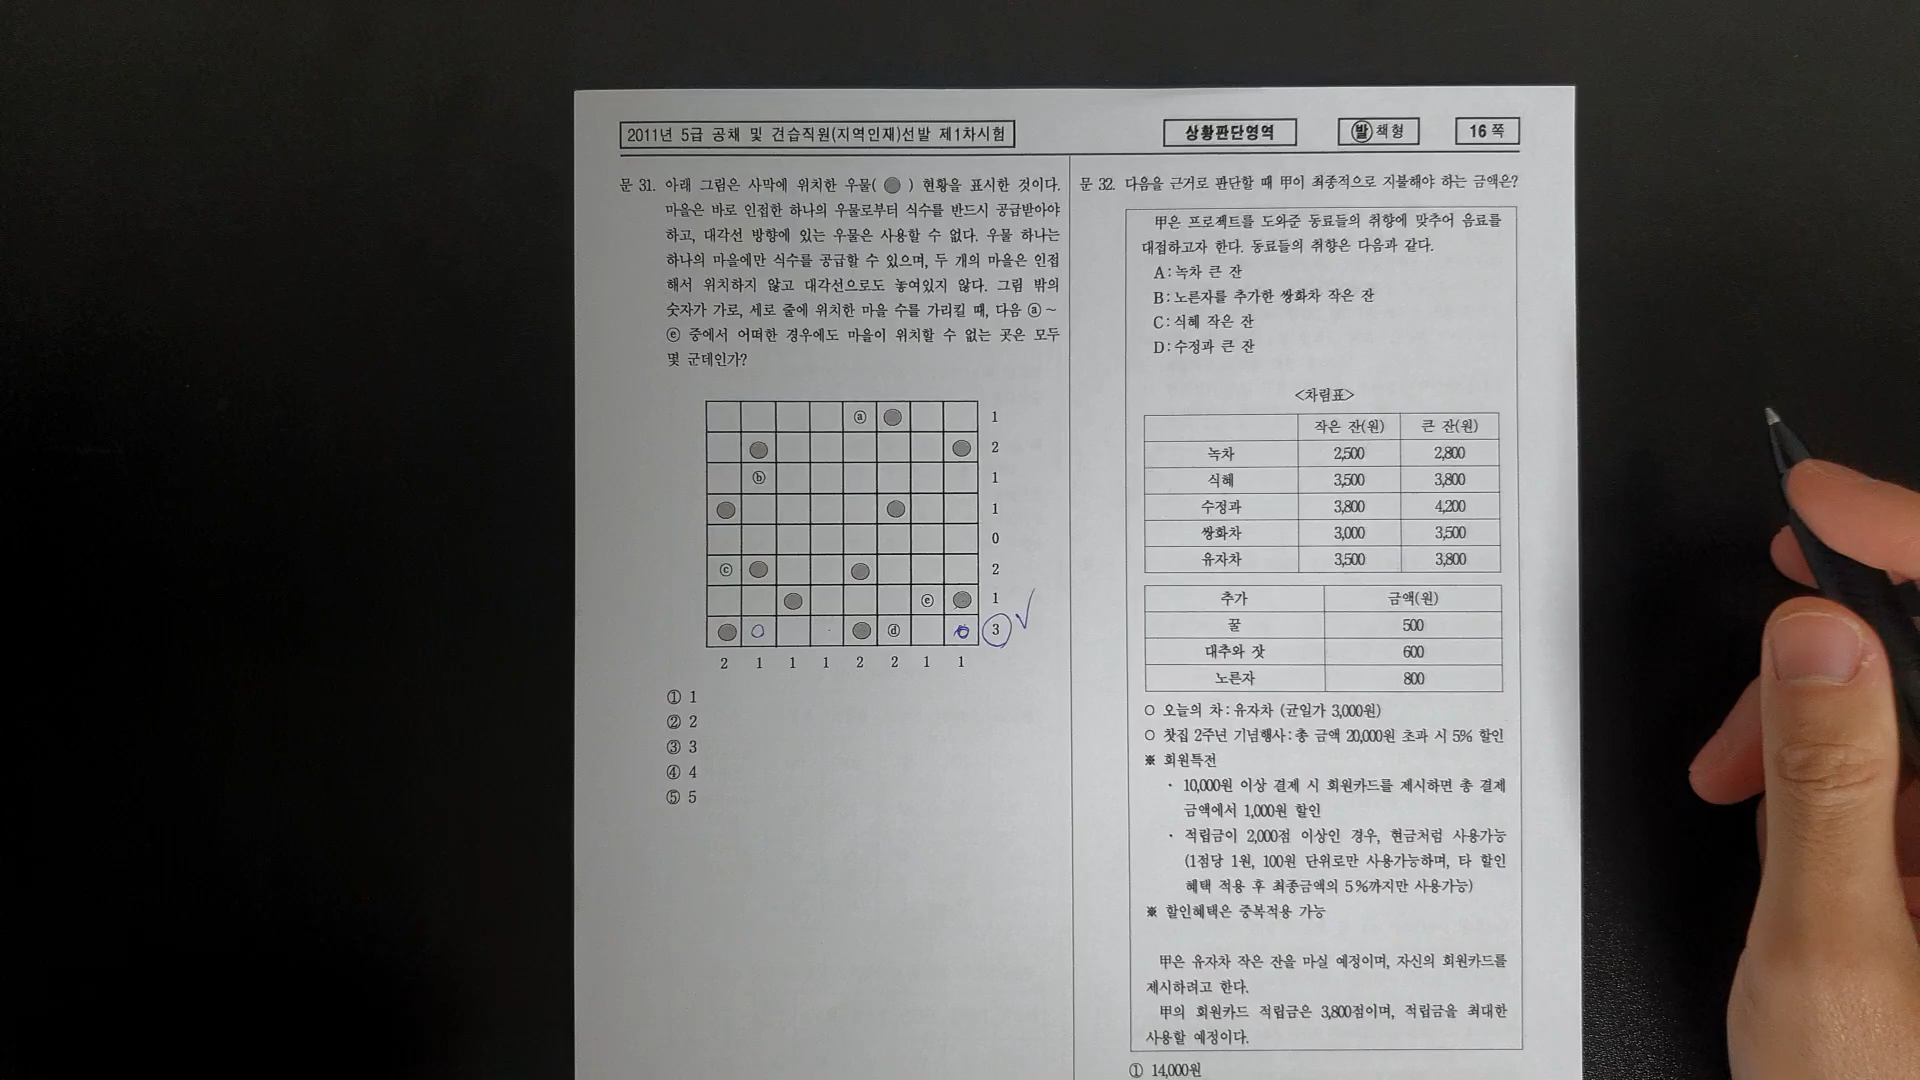 2011년 5급 공채 및 견습직원(지역인재)선발 제1차시험
상황판단영역
발 책형
16 쪽
문 31. 아래 그림은 사막에 위치한 우물( ) 현황을 표시한 것이다.
마을은 바로 인접한 하나의 우물로부터 식수를 반드시 공급받아야
하고, 대각선 방향에 있는 우물은 사용할 수 없다. 우물 하나는
하나의 마을에만 식수를 공급할 수 있으며, 두 개의 마을은 인접
해서 위치하지 않고 대각선으로도 놓여있지 않다. 그림 밖의
숫자가 가로, 세로 줄에 위치한 마을 수를 가리킬 때, 다음 ⓐ ~
ⓔ 중에서 어떠한 경우에도 마을이 위치할 수 없는 곳은 모두
몇 군데인가?
ⓐ 1
2
ⓑ 1
1
0
ⓒ 2
ⓔ 1
ⓓ 3
2 1 1 1 2 2 1 1
① 1
② 2
③ 3
④ 4
⑤ 5
문 32. 다음을 근거로 판단할 때 甲이 최종적으로 지불해야 하는 금액은?
甲은 프로젝트를 도와준 동료들의 취향에 맞추어 음료를
대접하고자 한다. 동료들의 취향은 다음과 같다.
A : 녹차 큰 잔
B : 노른자를 추가한 쌍화차 작은 잔
C : 식혜 작은 잔
D : 수정과 큰 잔
<차림표>
작은 잔(원) 큰 잔(원)
녹차 2,500 2,800
식혜 3,500 3,800
수정과 3,800 4,200
쌍화차 3,000 3,500
유자차 3,500 3,800
추가 금액(원)
꿀 500
대추와 잣 600
노른자 800
○ 오늘의 차 : 유자차 (균일가 3,000원)
○ 찻집 2주년 기념행사 : 총 금액 20,000원 초과 시 5% 할인
※ 회원특전
· 10,000원 이상 결제 시 회원카드를 제시하면 총 결제
금액에서 1,000원 할인
· 적립금이 2,000점 이상인 경우, 현금처럼 사용가능
(1점당 1원, 100원 단위로만 사용가능하며, 타 할인
혜택 적용 후 최종금액의 5%까지만 사용가능)
※ 할인혜택은 중복적용 가능
甲은 유자차 작은 잔을 마실 예정이며, 자신의 회원카드를
제시하려고 한다.
甲의 회원카드 적립금은 3,800점이며, 적립금을 최대한
사용할 예정이다.
① 14,000원